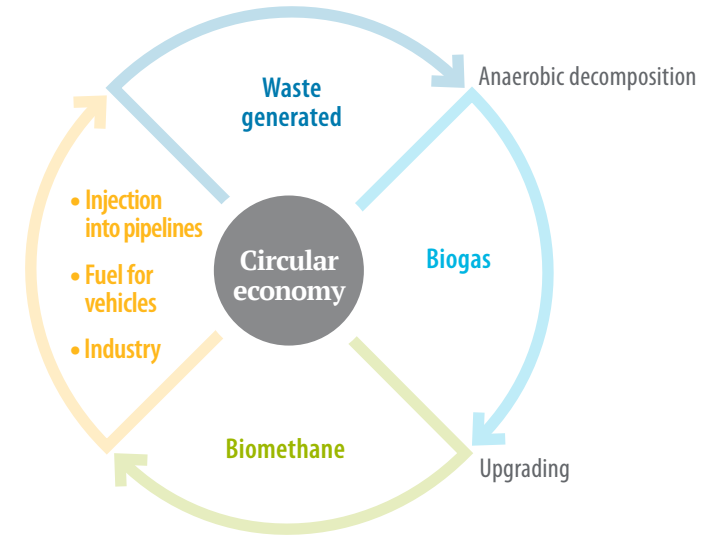 Waste
generated
Anaerobic decomposition
• Injection
into pipelines
• Fuel for
vehicles
• Industry
Circular
economy
Biogas
Biomethane
Upgrading